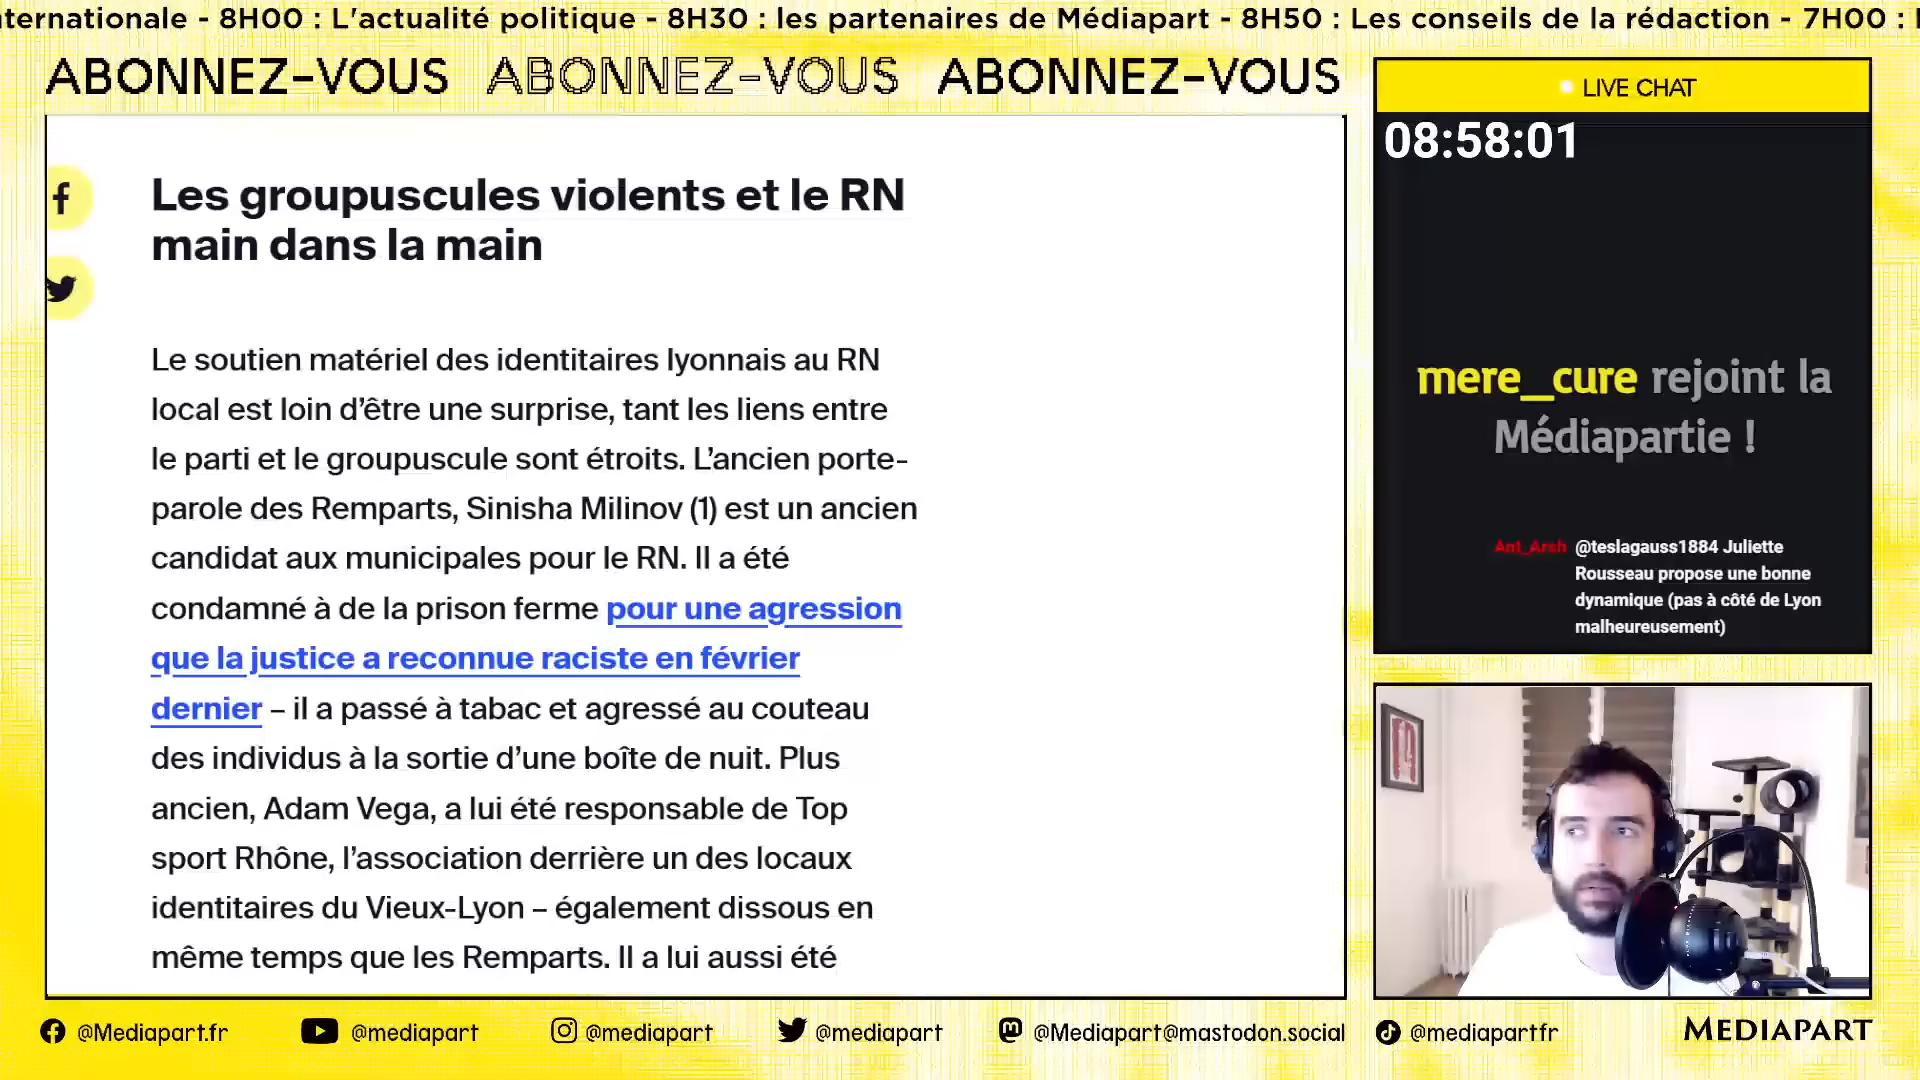 nternationale - 8H00 : L'actualité politique - 8H30 : les partenaires de Médiapart - 8H50 : Les conseils de la rédaction - 7H00 :
ABONNEZ-VOUS ABONNEZ-VOUS ABONNEZ-VOUS
LIVE CHAT
08:58:01
Les groupuscules violents et le RN
main dans la main
Le soutien matériel des identitaires lyonnais au RN
local est loin d'être une surprise, tant les liens entre
le parti et le groupuscule sont étroits. L'ancien porte-
parole des Remparts, Sinisha Milinov (1) est un ancien
candidat aux municipales pour le RN. Il a été
condamné à de la prison ferme pour une agression
que la justice a reconnue raciste en février
dernier – il a passé à tabac et agressé au couteau
des individus à la sortie d'une boîte de nuit. Plus
ancien, Adam Vega, a lui été responsable de Top
sport Rhône, l'association derrière un des locaux
identitaires du Vieux-Lyon – également dissous en
même temps que les Remparts. Il a lui aussi été
mere_cure rejoint la
Médiapartie !
Ant_Arsh @teslagauss1884 Juliette
Rousseau propose une bonne
dynamique (pas à côté de Lyon
malheureusement)
@Mediapart.fr @mediapart @mediapart @mediapart @Mediapart@mastodon.social @mediapartfr MEDIAPART